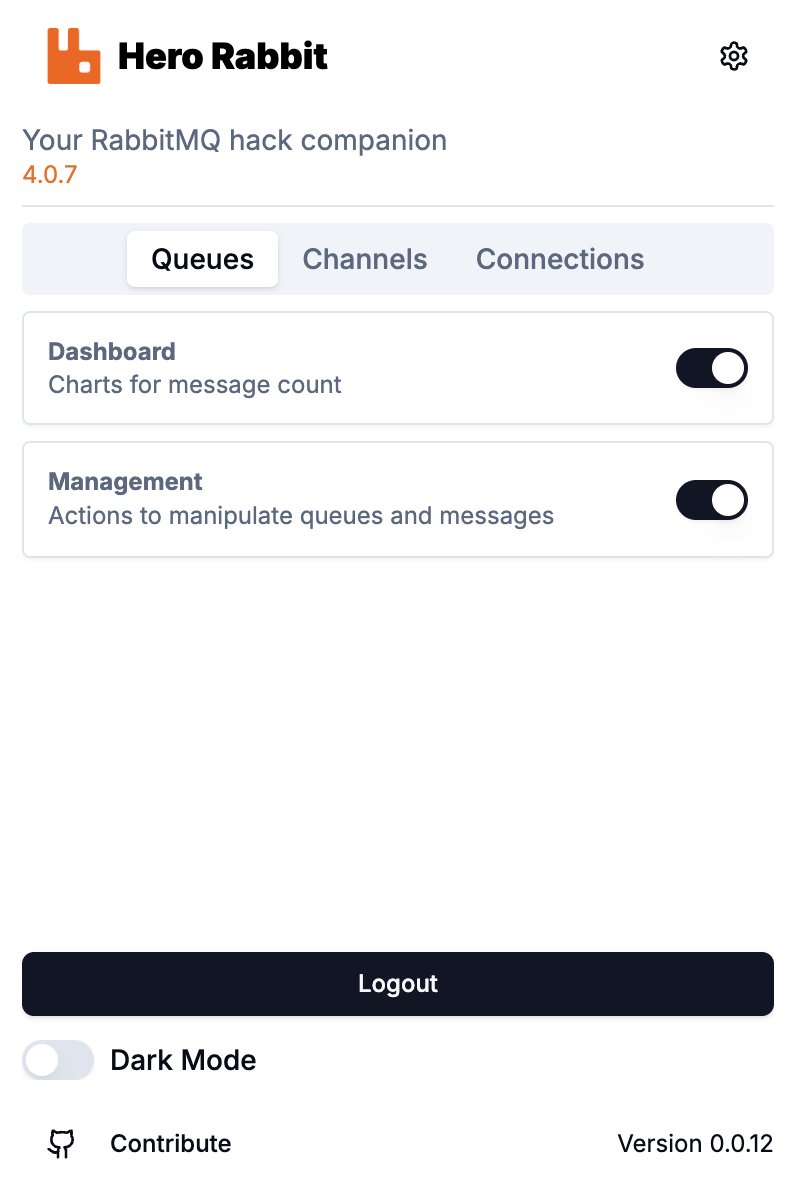 Hero Rabbit
Your RabbitMQ hack companion
4.0.7
Queues Channels Connections
Dashboard
Charts for message count
Management
Actions to manipulate queues and messages
Logout
Dark Mode
Contribute Version 0.0.12